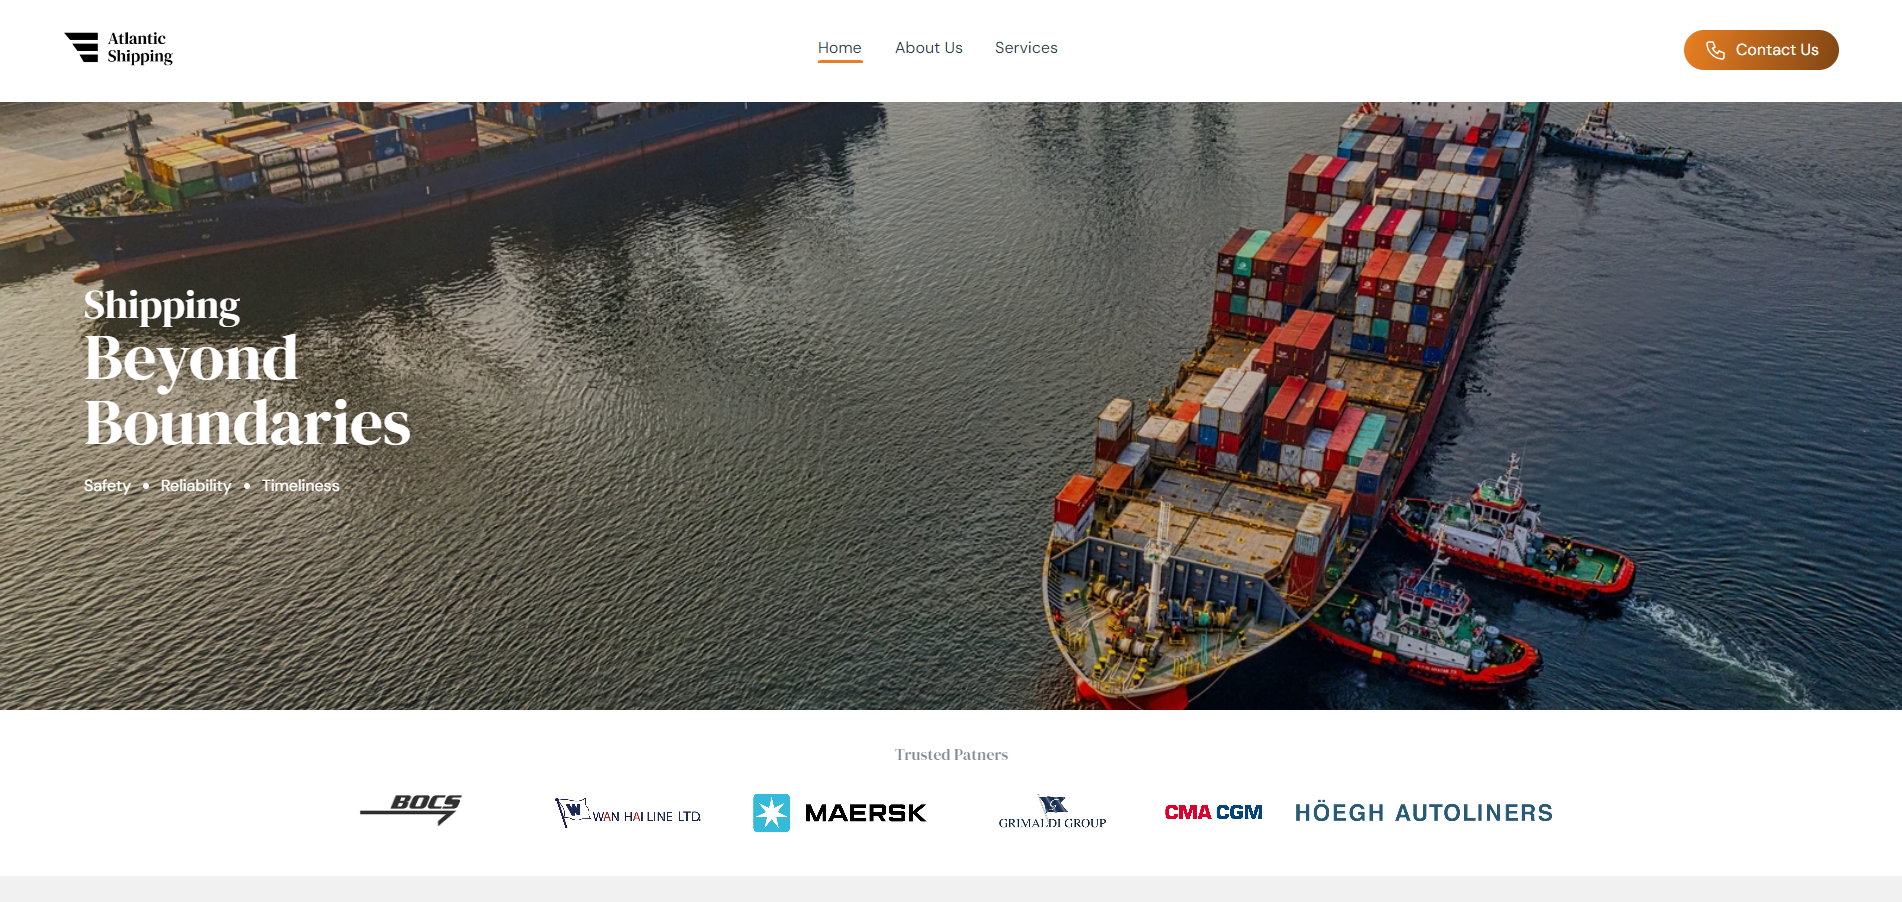 Atlantic
Shipping
Home About Us Services
Contact Us
Shipping
Beyond
Boundaries
Safety • Reliability • Timeliness
Trusted Patners
BOCS
WAN HAI LINE LTD.
MAERSK
GRIMALDI GROUP
CMA CGM
HÖEGH AUTOLINERS